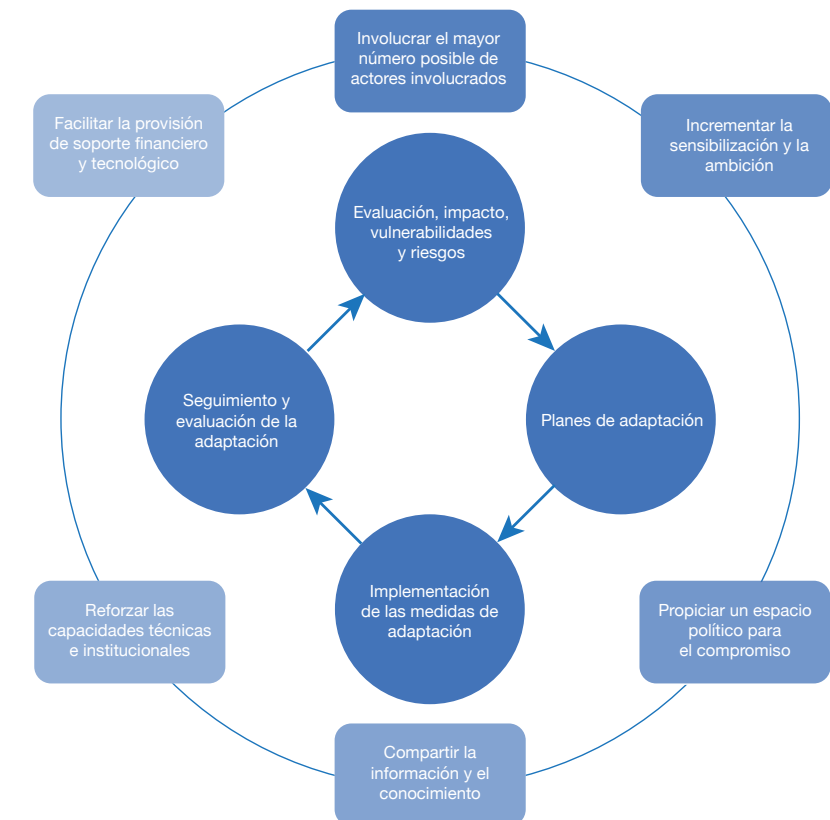 Involucrar el mayor
número posible de
actores involucrados
Facilitar la provisión
de soporte financiero
y tecnológico
Incrementar la
sensibilización y la
ambición
Evaluación, impacto,
vulnerabilidades
y riesgos
Seguimiento y
evaluación de la
adaptación
Planes de adaptación
Implementación
de las medidas de
adaptación
Reforzar las
capacidades técnicas
e institucionales
Propiciar un espacio
político para
el compromiso
Compartir la
información y el
conocimiento